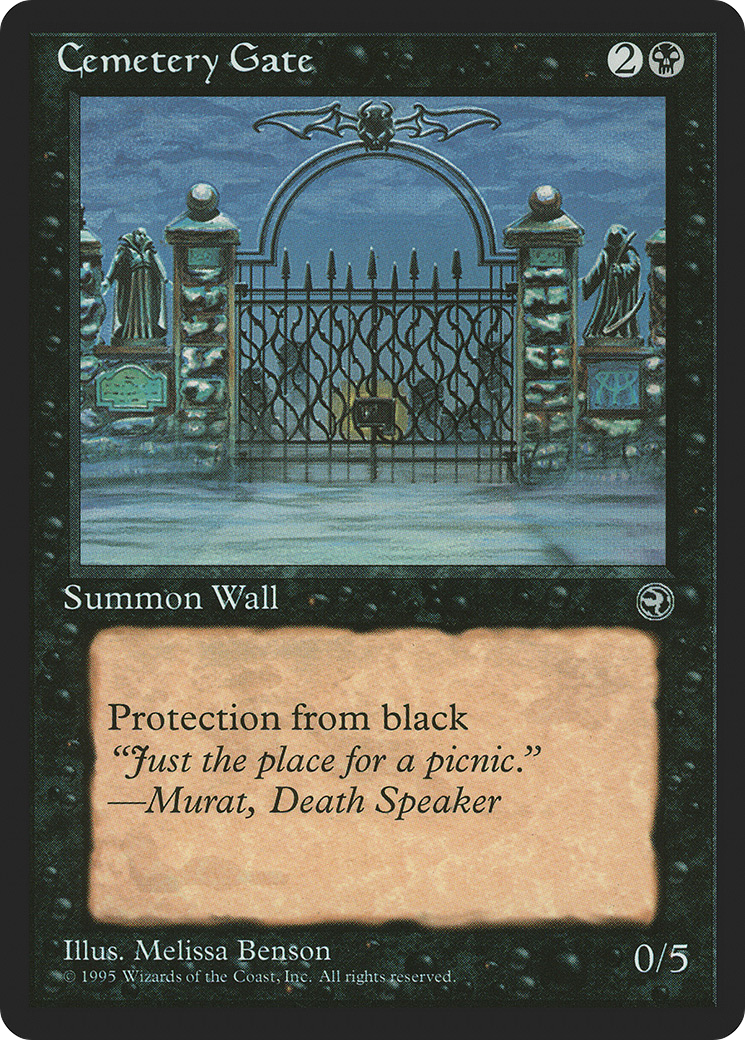 Cemetery Gate 2
Summon Wall
Protection from black
“Just the place for a picnic.”
—Murat, Death Speaker
Illus. Melissa Benson
© 1995 Wizards of the Coast, Inc. All rights reserved.
0/5